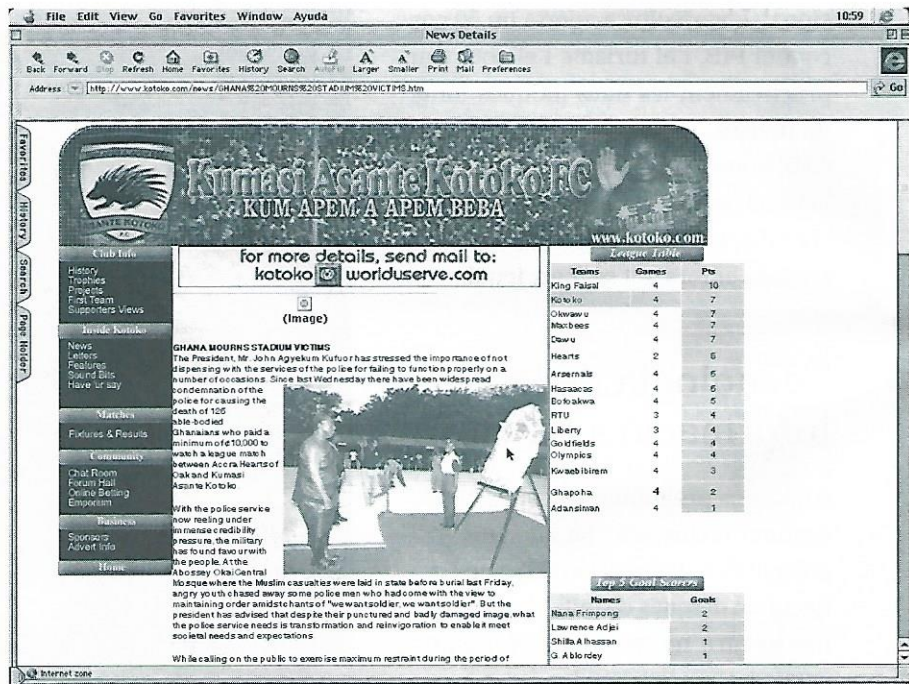 File Edit View Go Favorites Window Ayuda 10:59
News Details
Back Forward Stop Refresh Home Favorites History Search AutoFill Larger Smaller Print Mail Preferences
Address http://www.kotoko.com/news/GHANA%20MOURNS%20STADIUM%20VICTIMS.htm Go
Favorites
History
Search
Page Holder
ASANTE KOTOKO
F.C
Kumasi Asante Kotoko FC
KUM-APEM-A APEM-BEBA
www.kotoko.com
Club Info
History
Trophies
Projects
First Team
Supporters Views
Inside Kotoko
News
Letters
Features
Sound Bits
Have 'ur say
Matches
Fixtures & Results
Community
Chat Room
Forum Hall
Online Betting
Emporium
Business
Sponsors
Advert Info
Home
for more details, send mail to:
kotoko @ worlduserve.com
(Image)
GHANA MOURNS STADIUM VICTIMS
The President, Mr. John Agyekum Kufuor has stressed the importance of not
dispensing with the services of the police for failing to function properly on a
number of occasions. Since last Wednesday there have been widespread
condemnation of the
police for causing the
death of 126
able-bodied
Ghanaians who paid a
minimum of ¢10,000 to
watch a league match
between Accra Hearts of
Oak and Kumasi
Asante Kotoko
With the police service
now reeling under
immense credibility
pressure, the military
has found favour with
the people. At the
Abossey Okai Central
Mosque where the Muslim casualties were laid in state before burial last Friday,
angry youth chased away some police men who had come with the view to
maintaining order amidst chants of "we want soldier, we want soldier". But the
president has advised that despite their punctured and badly damaged image what
the police service needs is transformation and reinvigoration to enable it meet
societal needs and expectations
While calling on the public to exercise maximum restraint during the period of
League Table
Teams Games Pts
King Faisal 4 10
Kotoko 4 7
Okwawu 4 7
Maxbees 4 7
Dawu 4 7
Hearts 2 6
Arsernals 4 5
Hasaacas 4 5
Bofoakwa 4 5
RTU 3 4
Liberty 3 4
Goldfields 4 4
Olympics 4 4
Kwaebibirem 4 3
Ghapoha 4 2
Adansiman 4 1
Top 5 Goal Scorers
Names Goals
Nana Frimpong 2
Lawrence Adjei 2
Shilla Alhassan 1
G. Ablordey 1
Internet zone